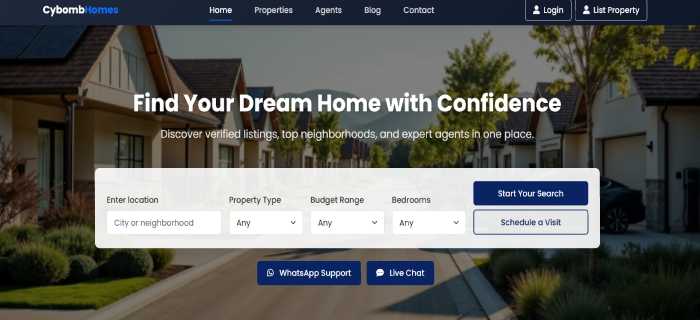 CybombHomes Home Properties Agents Blog Contact Login List Property
Find Your Dream Home with Confidence
Discover verified listings, top neighborhoods, and expert agents in one place.
Enter location Property Type Budget Range Bedrooms Start Your Search
City or neighborhood Any Any Any Schedule a Visit
WhatsApp Support Live Chat